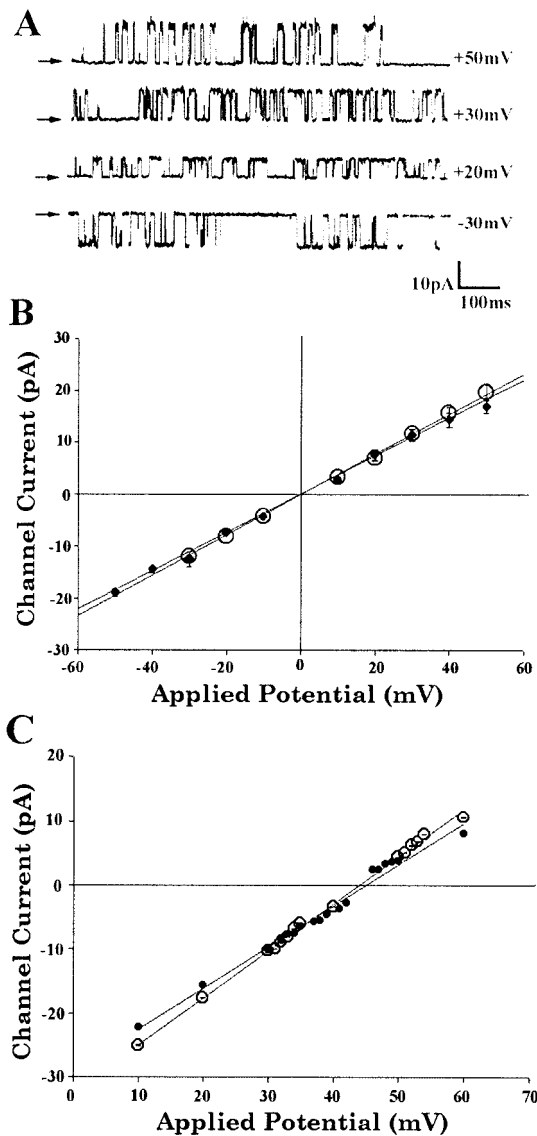 A
+50mV
+30mV
+20mV
-30mV
10pA
100ms
B
Channel Current (pA)
30
20
10
0
-10
-20
-30
-60 -40 -20 0 20 40 60
Applied Potential (mV)
C
Channel Current (pA)
20
10
0
-10
-20
-30
0 10 20 30 40 50 60 70
Applied Potential (mV)